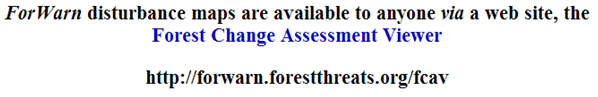 ForWarn disturbance maps are available to anyone via a web site, the
Forest Change Assessment Viewer
http://forwarn.forestthreats.org/fcav